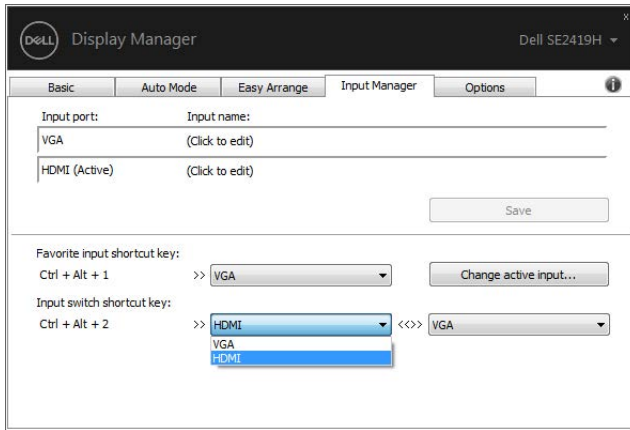 x
DELL Display Manager Dell SE2419H
Basic Auto Mode Easy Arrange Input Manager Options i
Input port: Input name:
VGA (Click to edit)
HDMI (Active) (Click to edit)
Save
Favorite input shortcut key:
Ctrl + Alt + 1 >> VGA Change active input...
Input switch shortcut key:
Ctrl + Alt + 2 >> HDMI <<>> VGA
VGA
HDMI